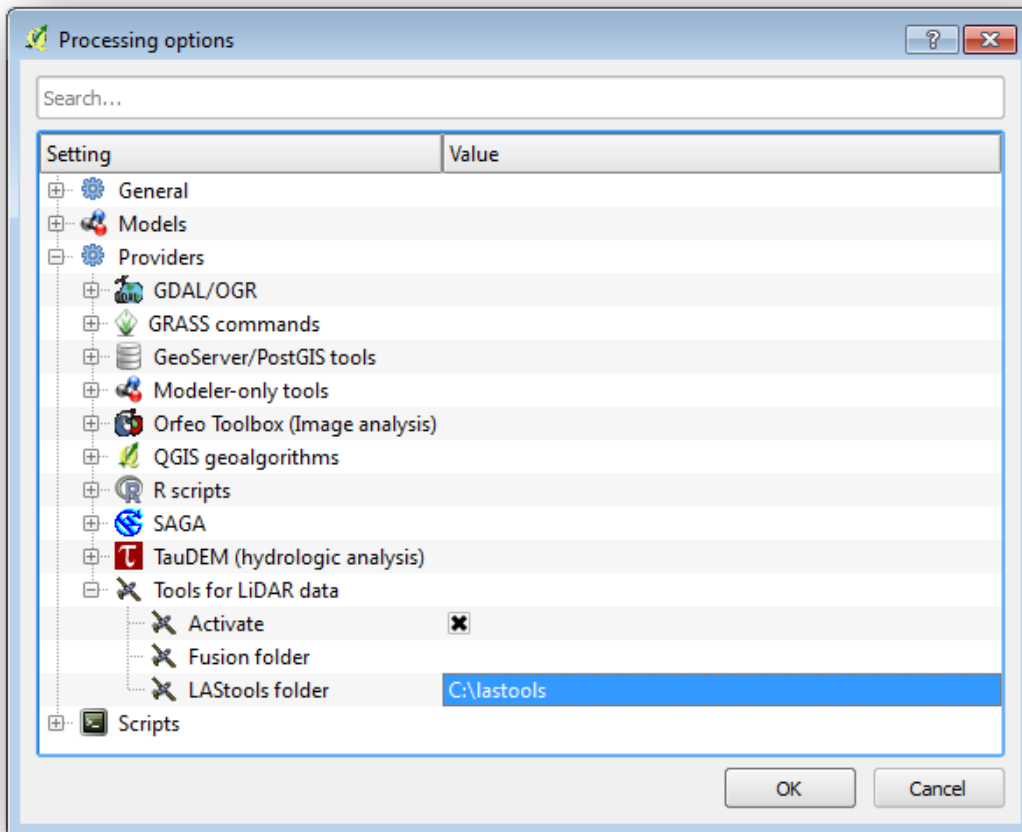 Processing options
Search...
Setting Value
General
Models
Providers
GDAL/OGR
GRASS commands
GeoServer/PostGIS tools
Modeler-only tools
Orfeo Toolbox (Image analysis)
QGIS geoalgorithms
R scripts
SAGA
TauDEM (hydrologic analysis)
Tools for LiDAR data
Activate
Fusion folder
LAStools folder C:\lastools
Scripts
OK Cancel